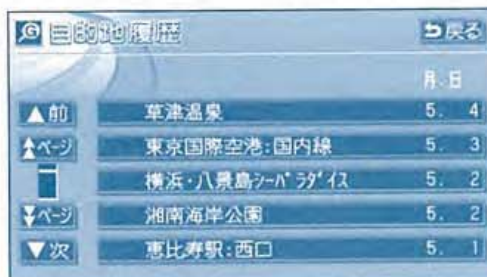 G 目的地履歴 戻る
月.日
前 草津温泉 5. 4
ページ 東京国際空港:国内線 5. 3
横浜・八景島シーパラダイス 5. 2
ページ 湘南海岸公園 5. 2
次 恵比寿駅:西口 5. 1